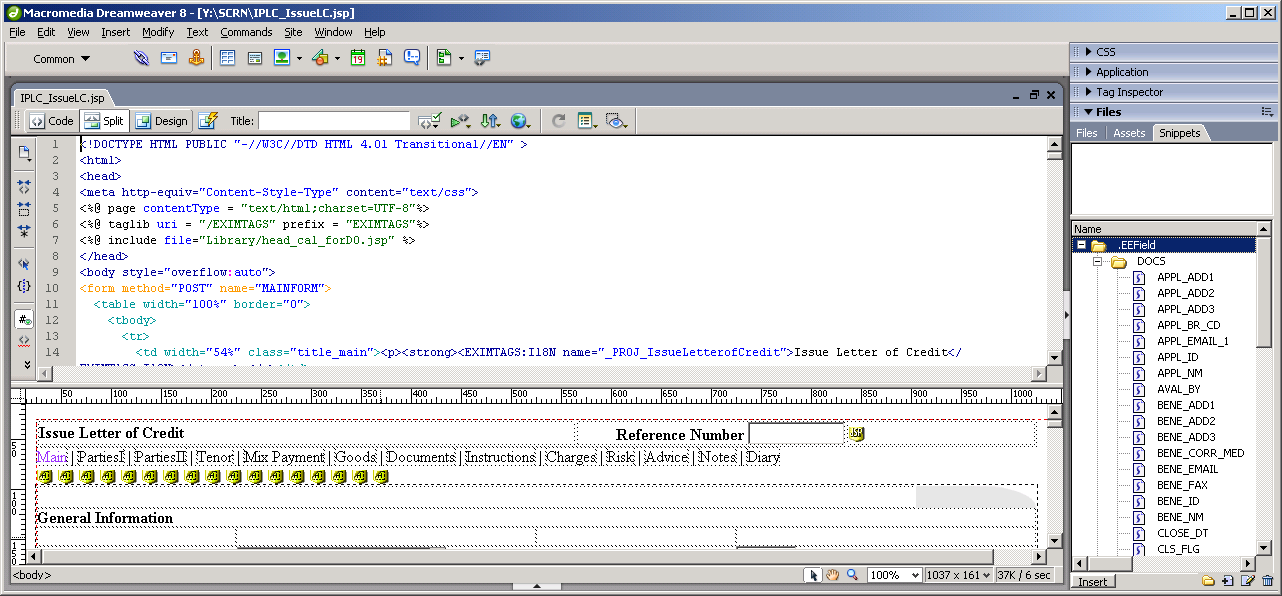 Macromedia Dreamweaver 8 - [Y:\SCRN\IPLC_IssueLC.jsp]
File Edit View Insert Modify Text Commands Site Window Help
Common
19
IPLC_IssueLC.jsp
Code Split Design Title:
1 <!DOCTYPE HTML PUBLIC "-//W3C//DTD HTML 4.01 Transitional//EN" >
2 <html>
3 <head>
4 <meta http-equiv="Content-Style-Type" content="text/css">
5 <%@ page contentType = "text/html;charset=UTF-8"%>
6 <%@ taglib uri = "/EXIMTAGS" prefix = "EXIMTAGS"%>
7 <%@ include file="Library/head_cal_forDO.jsp" %>
8 </head>
9 <body style="overflow:auto">
10 <form method="POST" name="MAINFORM">
11 <table width="100%" border="0">
12 <tbody>
13 <tr>
14 <td width="54%" class="title_main"><p><strong><EXIMTAGS:I18N name="_PROJ_IssueLetterofCredit">Issue Letter of Credit</
50 100 150 200 250 300 350 400 450 500 550 600 650 700 750 800 850 900 950 1000
50
100
150
Issue Letter of Credit Reference Number
Main | PartiesI | PartiesII | Tenor | Mix Payment | Goods | Documents | Instructions | Charges | Risk | Advice | Notes | Diary
General Information
<body> 100% 1037 x 161 37K / 6 sec
CSS
Application
Tag Inspector
Files
Files Assets Snippets
Name
.EEField
DOCS
APPL_ADD1
APPL_ADD2
APPL_ADD3
APPL_BR_CD
APPL_EMAIL_1
APPL_ID
APPL_NM
AVAL_BY
BENE_ADD1
BENE_ADD2
BENE_ADD3
BENE_CORR_MED
BENE_EMAIL
BENE_FAX
BENE_ID
BENE_NM
CLOSE_DT
CLS_FLG
Insert